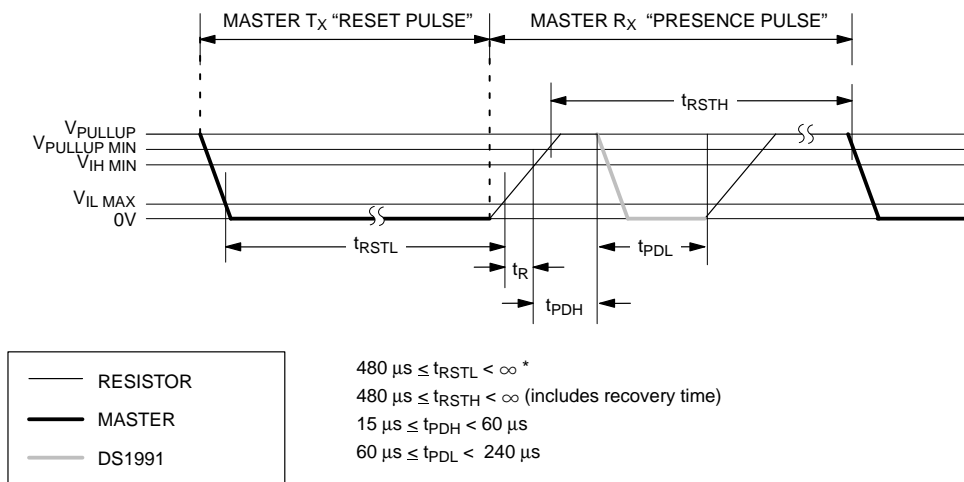 MASTER TX “RESET PULSE” MASTER RX “PRESENCE PULSE”
tRSTH
VPULLUP
VPULLUP MIN
VIH MIN
VIL MAX
0V
tRSTL
tPDL
tR
tPDH
RESISTOR
MASTER
DS1991
480 µs ≤ tRSTL < ∞ *
480 µs ≤ tRSTH < ∞ (includes recovery time)
15 µs ≤ tPDH < 60 µs
60 µs ≤ tPDL < 240 µs